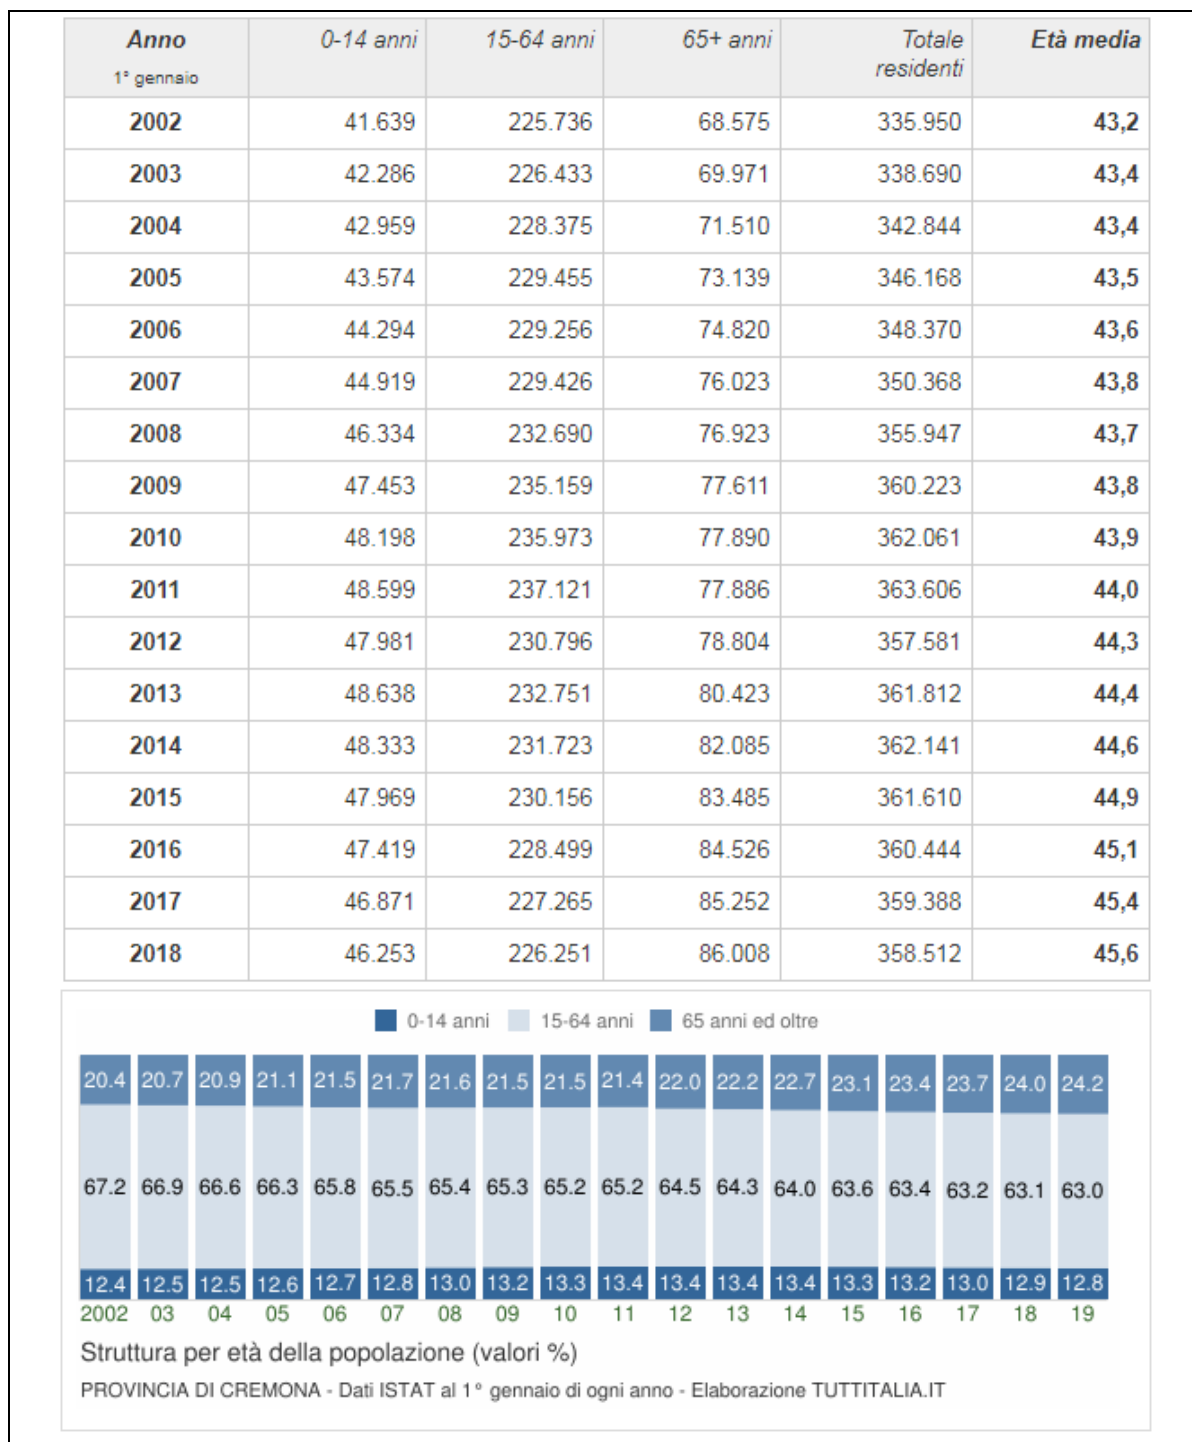 Anno 0-14 anni 15-64 anni 65+ anni Totale residenti Età media
1° gennaio
2002 41.639 225.736 68.575 335.950 43,2
2003 42.286 226.433 69.971 338.690 43,4
2004 42.959 228.375 71.510 342.844 43,4
2005 43.574 229.455 73.139 346.168 43,5
2006 44.294 229.256 74.820 348.370 43,6
2007 44.919 229.426 76.023 350.368 43,8
2008 46.334 232.690 76.923 355.947 43,7
2009 47.453 235.159 77.611 360.223 43,8
2010 48.198 235.973 77.890 362.061 43,9
2011 48.599 237.121 77.886 363.606 44,0
2012 47.981 230.796 78.804 357.581 44,3
2013 48.638 232.751 80.423 361.812 44,4
2014 48.333 231.723 82.085 362.141 44,6
2015 47.969 230.156 83.485 361.610 44,9
2016 47.419 228.499 84.526 360.444 45,1
2017 46.871 227.265 85.252 359.388 45,4
2018 46.253 226.251 86.008 358.512 45,6
0-14 anni 15-64 anni 65 anni ed oltre
20.4 20.7 20.9 21.1 21.5 21.7 21.6 21.5 21.5 21.4 22.0 22.2 22.7 23.1 23.4 23.7 24.0 24.2
67.2 66.9 66.6 66.3 65.8 65.5 65.4 65.3 65.2 65.2 64.5 64.3 64.0 63.6 63.4 63.2 63.1 63.0
12.4 12.5 12.5 12.6 12.7 12.8 13.0 13.2 13.3 13.4 13.4 13.4 13.4 13.3 13.2 13.0 12.9 12.8
2002 03 04 05 06 07 08 09 10 11 12 13 14 15 16 17 18 19
Struttura per età della popolazione (valori %)
PROVINCIA DI CREMONA - Dati ISTAT al 1° gennaio di ogni anno - Elaborazione TUTTITALIA.IT